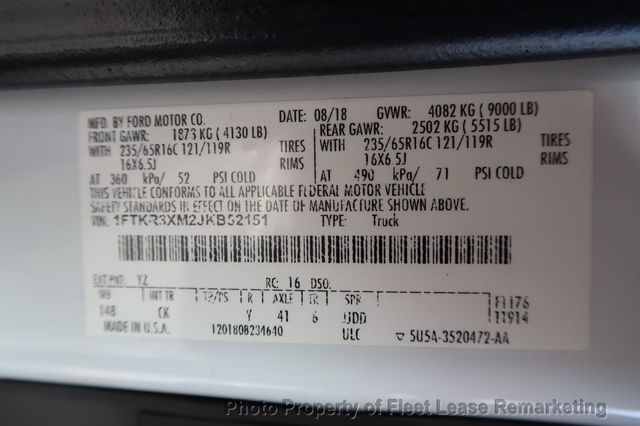 MFD. BY FORD MOTOR CO. DATE: 08/18 GVWR: 4082 KG ( 9000 LB)
FRONT GAWR: 1873 KG ( 4130 LB) REAR GAWR: 2502 KG ( 5515 LB)
WITH 235/65R16C 121/119R TIRES WITH 235/65R16C 121/119R TIRES
16X6.5J RIMS 16X6.5J RIMS
AT 360 kPa/ 52 PSI COLD AT 490 kPa/ 71 PSI COLD
THIS VEHICLE CONFORMS TO ALL APPLICABLE FEDERAL MOTOR VEHICLE
SAFETY STANDARDS IN EFFECT ON THE DATE OF MANUFACTURE SHOWN ABOVE.
VIN: 1FTKR3XM2JKB52151 TYPE: Truck
EXT PNT: YZ RC: 16 DSO:
WB INT TR TP/PS R AXLE TR SPR F1176
148 CK Y 41 6 JJDD T1914
MADE IN U.S.A. 1201808234640 ULC ▽ 5U5A-3520472-AA
Photo Property of Fleet Lease Remarketing